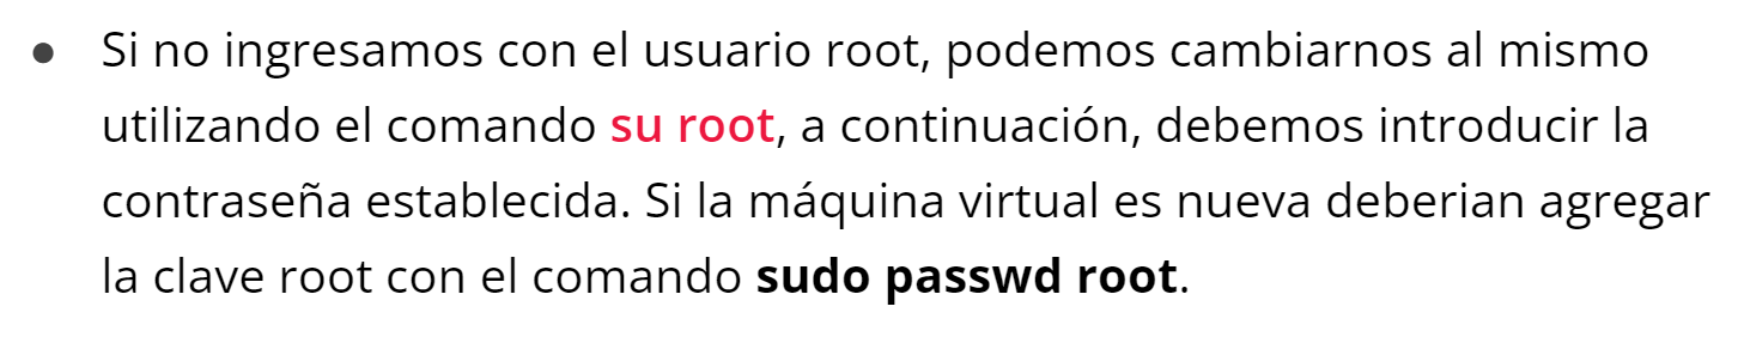 ● Si no ingresamos con el usuario root, podemos cambiarnos al mismo
utilizando el comando su root, a continuación, debemos introducir la
contraseña establecida. Si la máquina virtual es nueva deberian agregar
la clave root con el comando sudo passwd root.